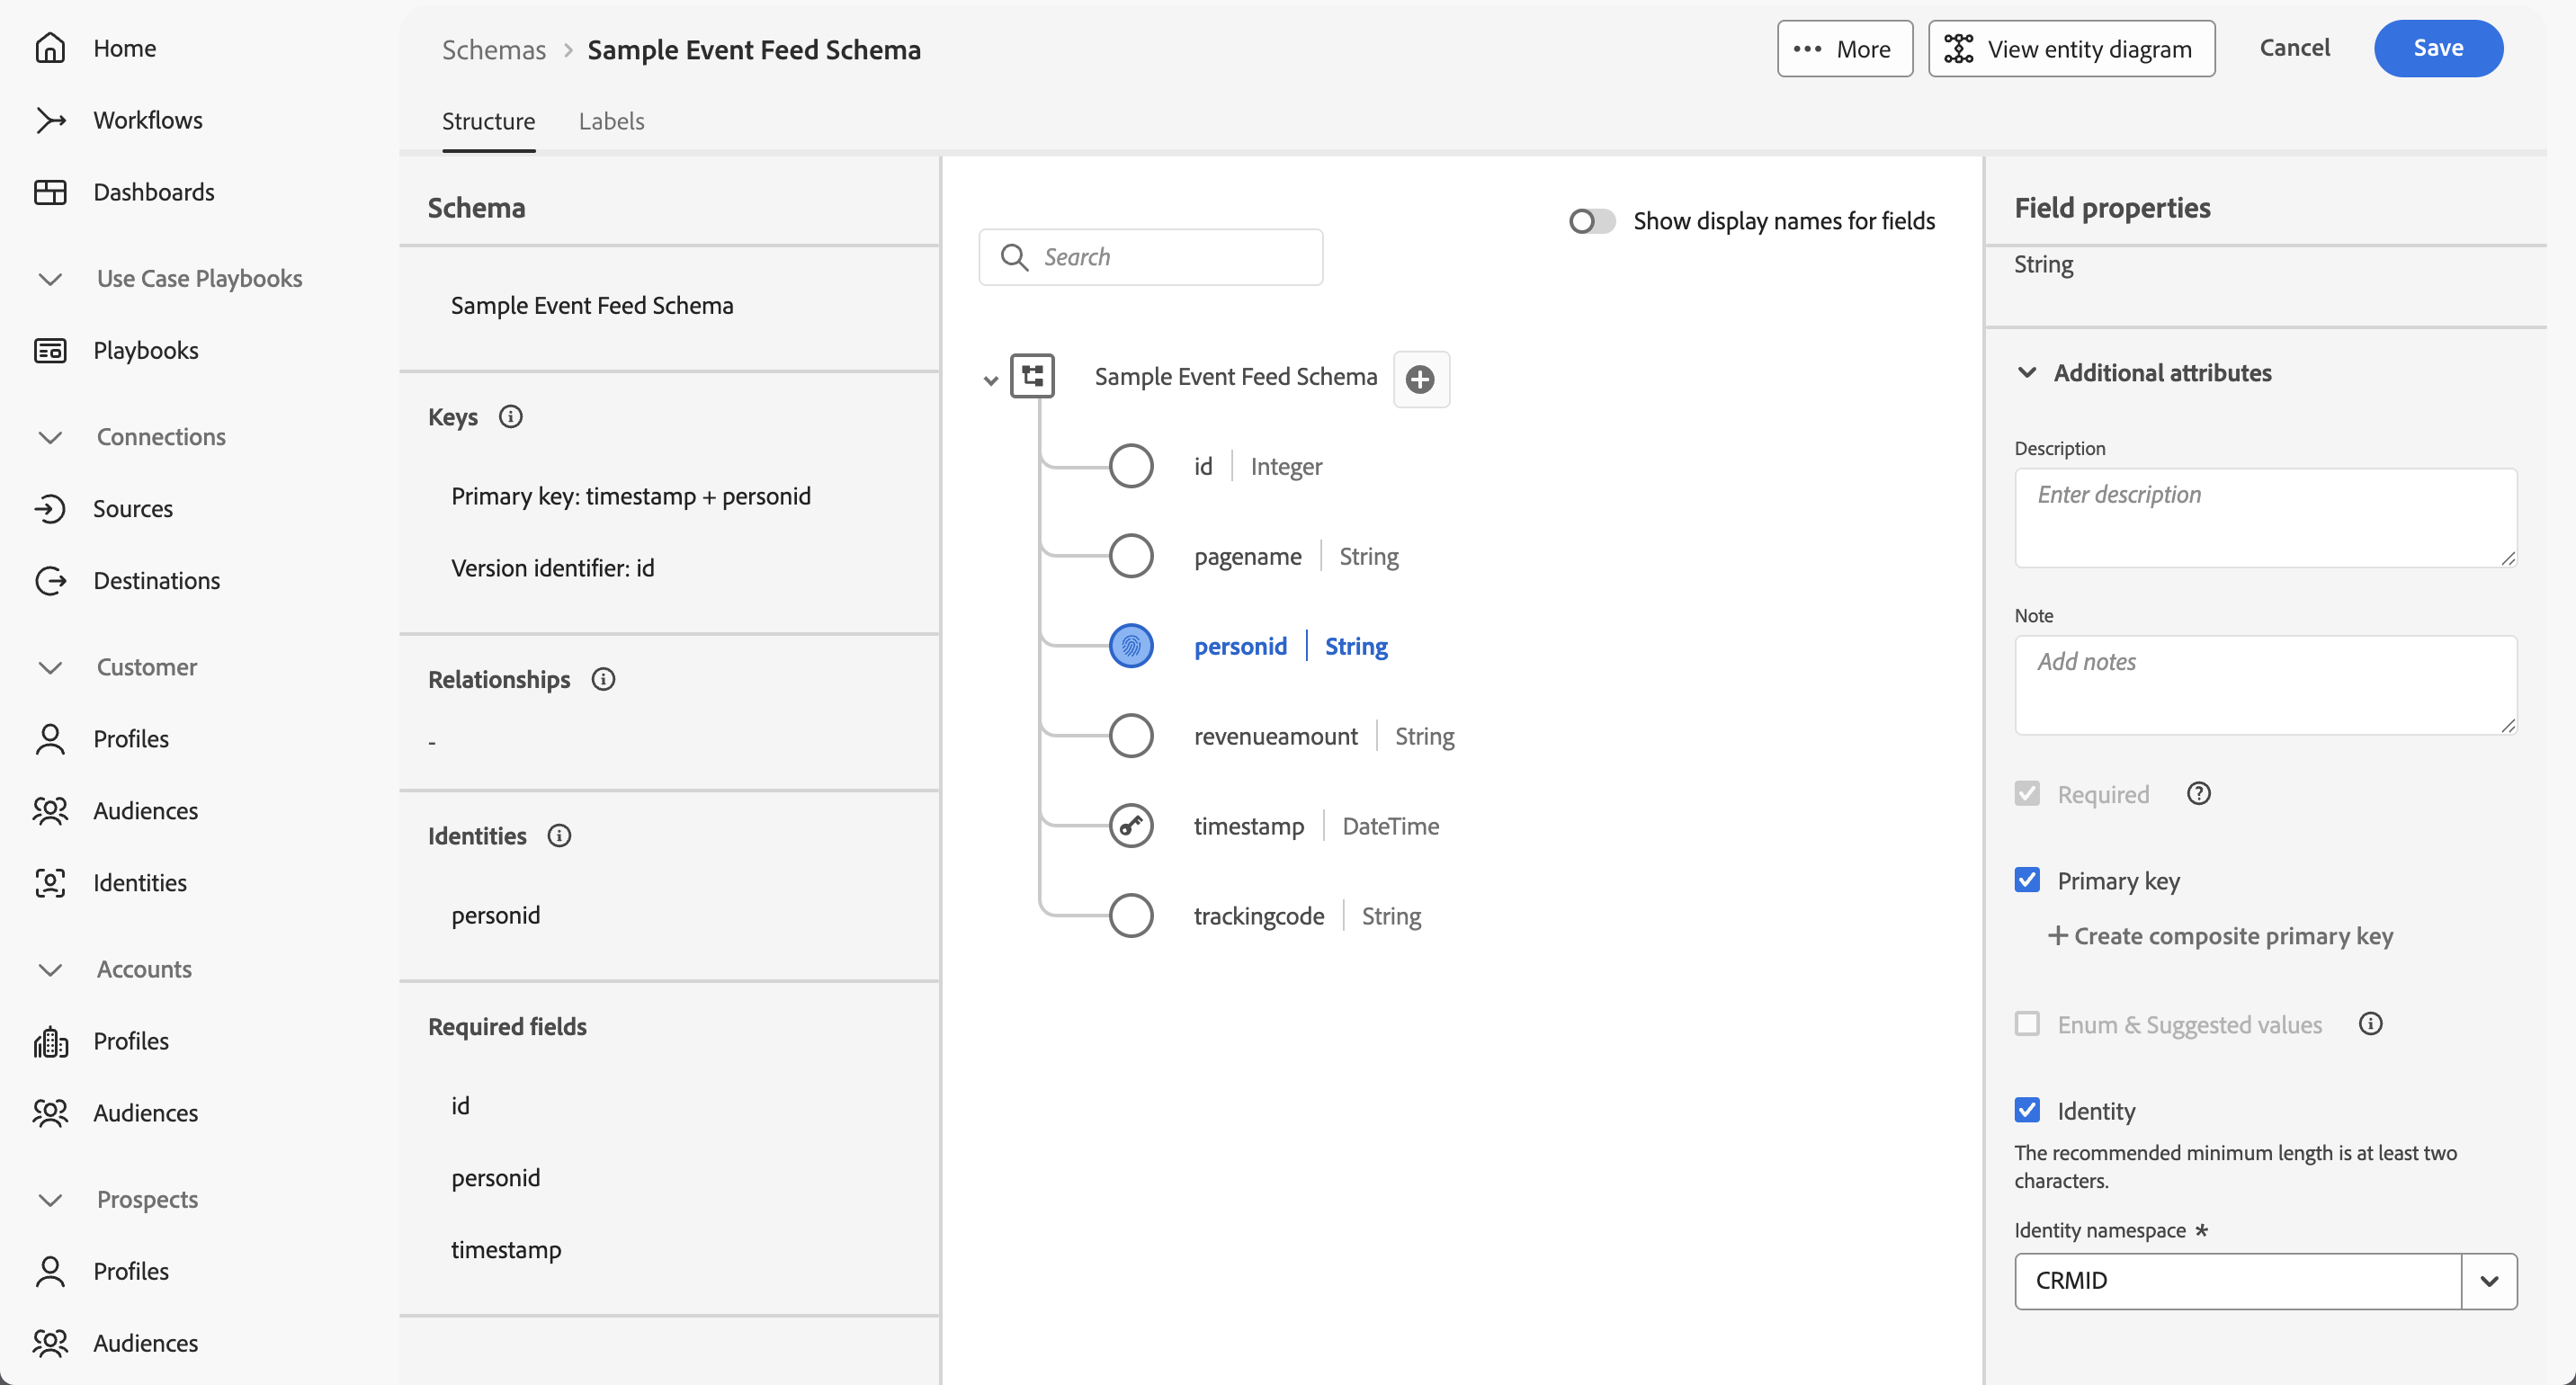 Home
Workflows
Dashboards
Use Case Playbooks
Playbooks
Connections
Sources
Destinations
Customer
Profiles
Audiences
Identities
Accounts
Profiles
Audiences
Prospects
Profiles
Audiences
Schemas > Sample Event Feed Schema
••• More
View entity diagram
Cancel
Save
Structure
Labels
Schema
Sample Event Feed Schema
Keys
Primary key: timestamp + personid
Version identifier: id
Relationships
-
Identities
personid
Required fields
id
personid
timestamp
Show display names for fields
Search
Sample Event Feed Schema
id | Integer
pagename | String
personid | String
revenueamount | String
timestamp | DateTime
trackingcode | String
Field properties
String
Additional attributes
Description
Enter description
Note
Add notes
Required
Primary key
+ Create composite primary key
Enum & Suggested values
Identity
The recommended minimum length is at least two
characters.
Identity namespace *
CRMID